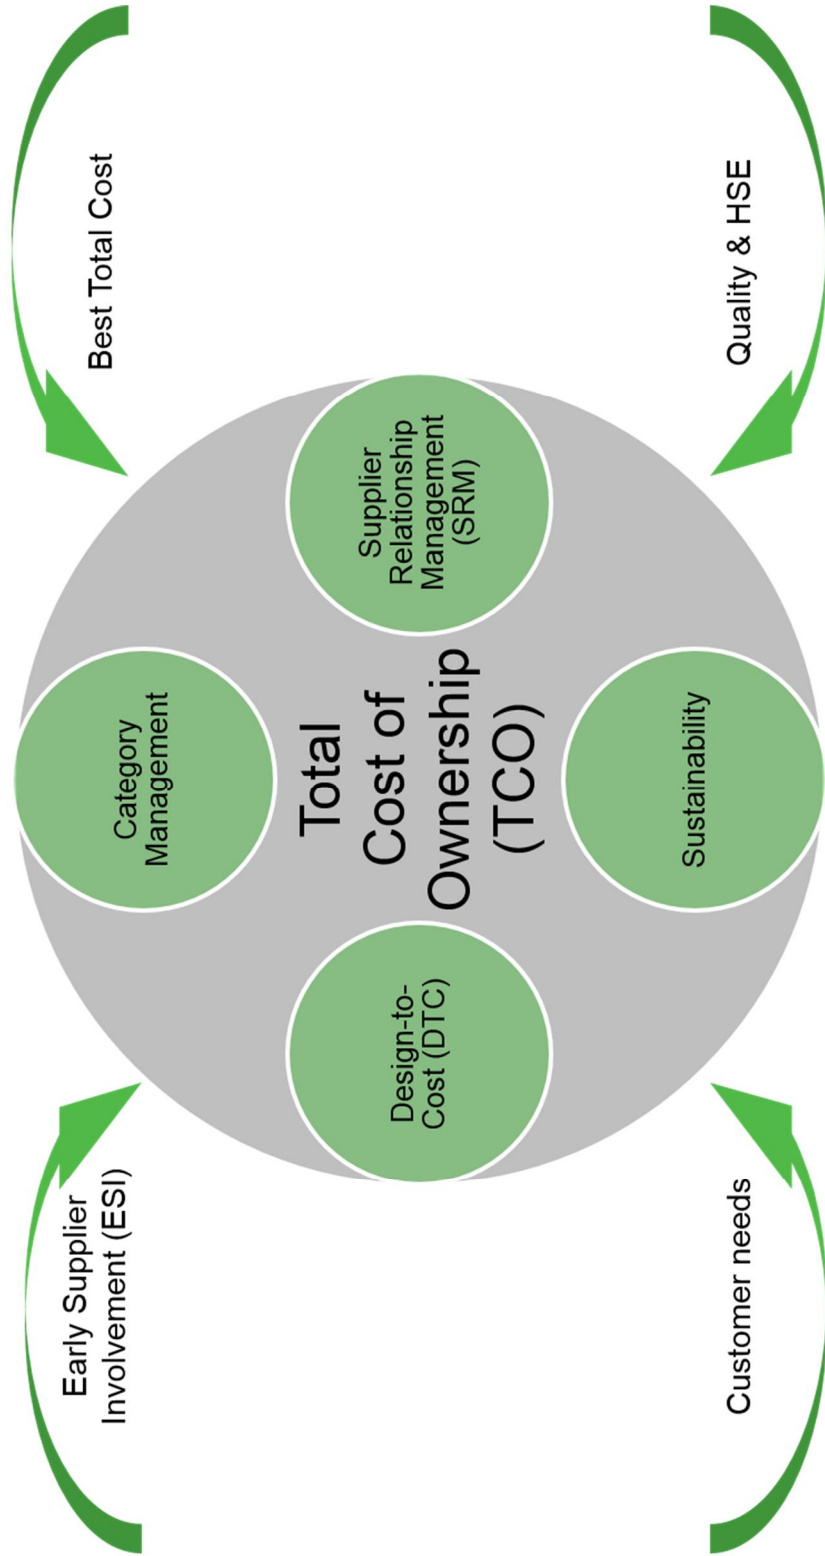 Early Supplier
Involvement (ESI)
Best Total Cost
Category
Management
Design-to-
Cost (DTC)
Total
Cost of
Ownership
(TCO)
Supplier
Relationship
Management
(SRM)
Sustainability
Customer needs
Quality & HSE